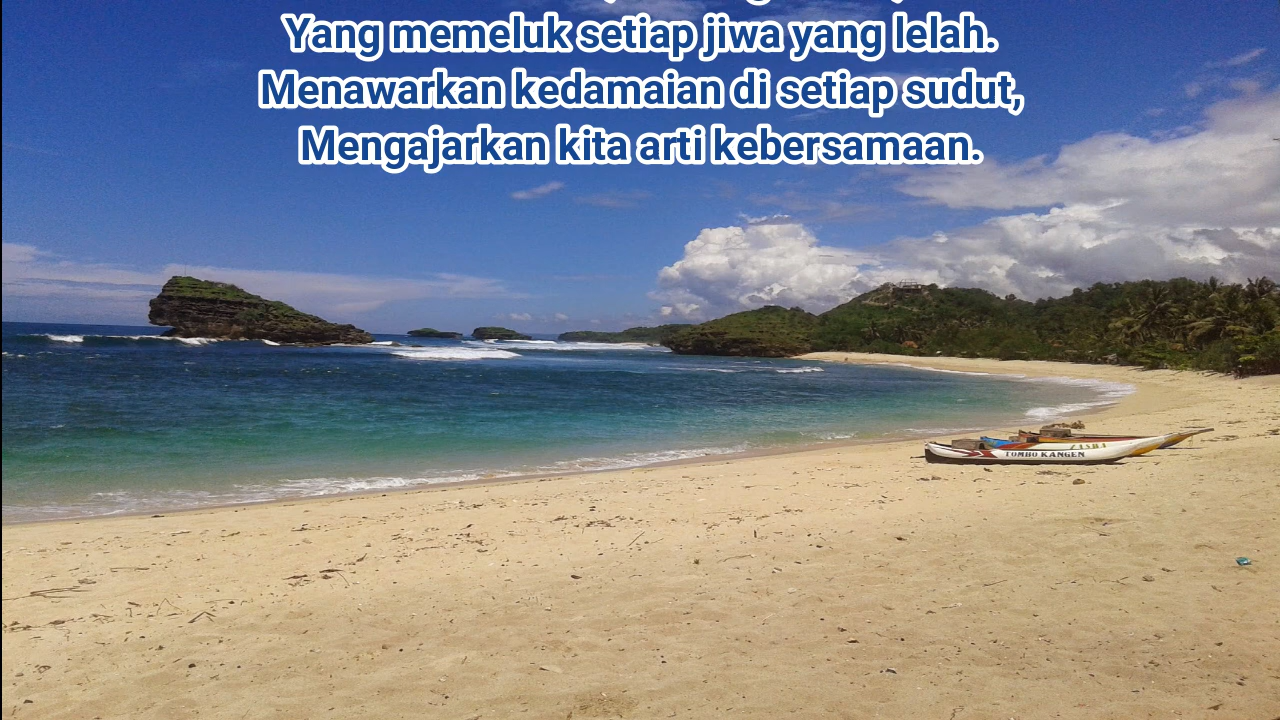 Yang memeluk setiap jiwa yang lelah.
Menawarkan kedamaian di setiap sudut,
Mengajarkan kita arti kebersamaan.
TOMBO KANGEN